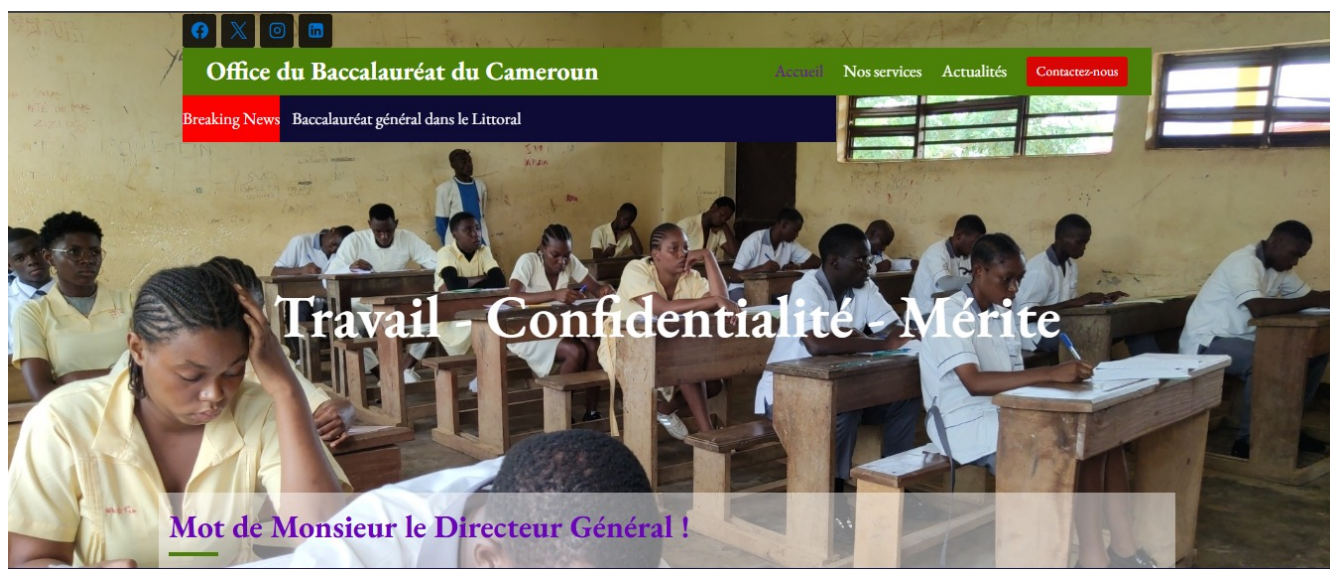 Office du Baccalauréat du Cameroun
Accueil Nos services Actualités Contactez-nous
Breaking News Baccalauréat général dans le Littoral
Travail - Confidentialité - Mérite
Mot de Monsieur le Directeur Général !